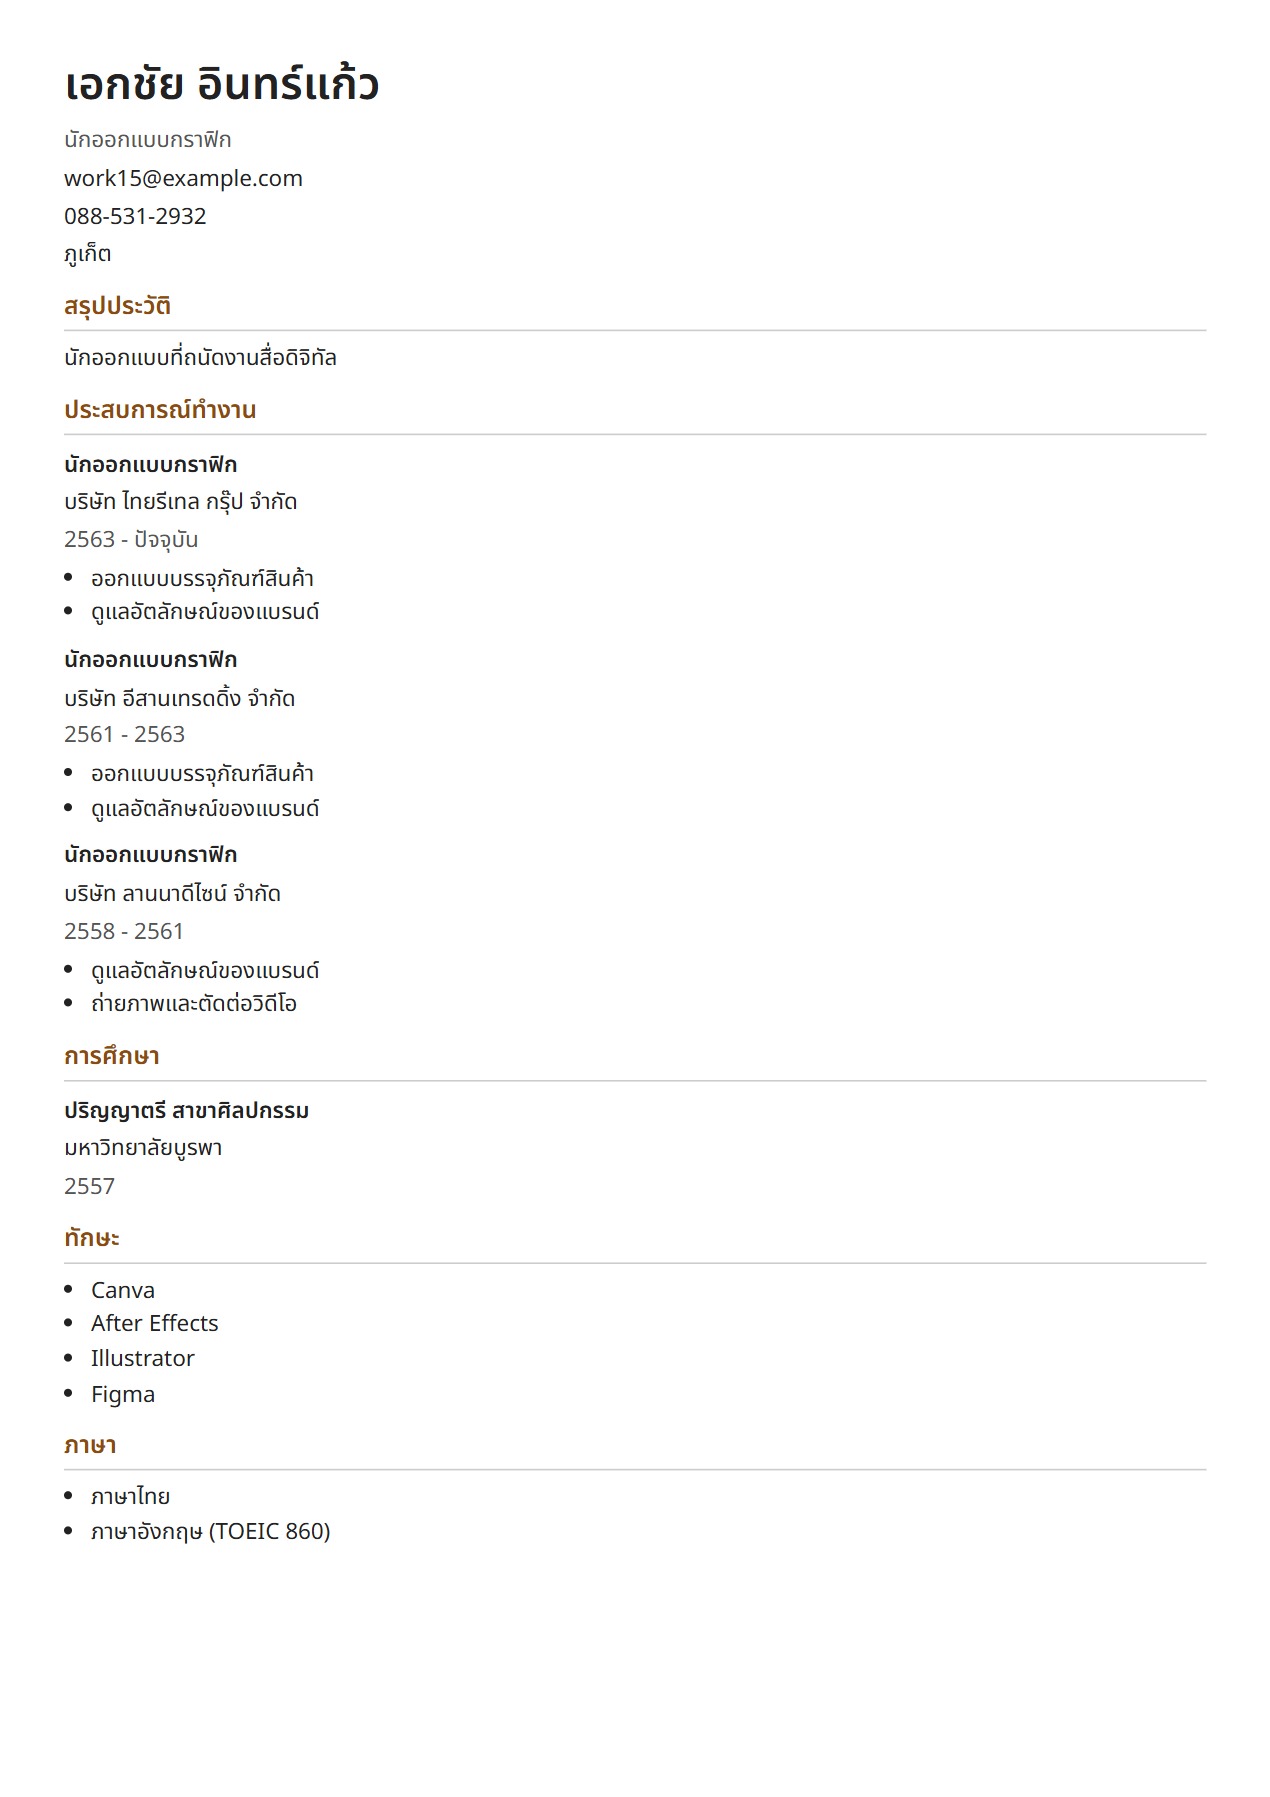 เอกชัย อินทร์แก้ว
นักออกแบบกราฟิก
work15@example.com
088-531-2932
ภูเก็ต
สรุปประวัติ
นักออกแบบที่ถนัดงานสื่อดิจิทัล
ประสบการณ์ทำงาน
นักออกแบบกราฟิก
บริษัท ไทยรีเทล กรุ๊ป จำกัด
2563 - ปัจจุบัน
• ออกแบบบรรจุภัณฑ์สินค้า
• ดูแลอัตลักษณ์ของแบรนด์
นักออกแบบกราฟิก
บริษัท อีสานเทรดดิ้ง จำกัด
2561 - 2563
• ออกแบบบรรจุภัณฑ์สินค้า
• ดูแลอัตลักษณ์ของแบรนด์
นักออกแบบกราฟิก
บริษัท ลานนาดีไซน์ จำกัด
2558 - 2561
• ดูแลอัตลักษณ์ของแบรนด์
• ถ่ายภาพและตัดต่อวิดีโอ
การศึกษา
ปริญญาตรี สาขาศิลปกรรม
มหาวิทยาลัยบูรพา
2557
ทักษะ
• Canva
• After Effects
• Illustrator
• Figma
ภาษา
• ภาษาไทย
• ภาษาอังกฤษ (TOEIC 860)